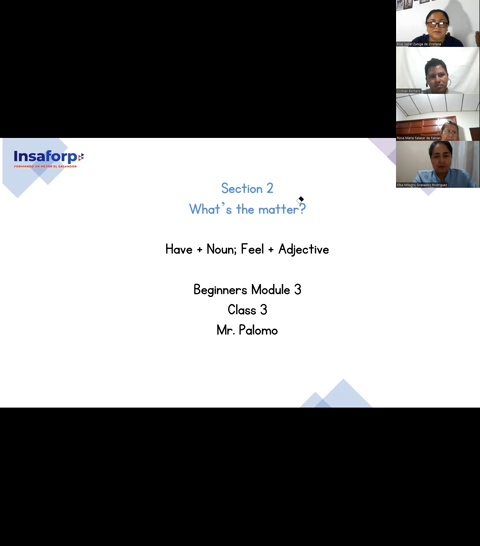 Insaforp
Section 2
What's the matter?
Have + Noun; Feel + Adjective
Beginners Module 3
Class 3
Mr. Palomo